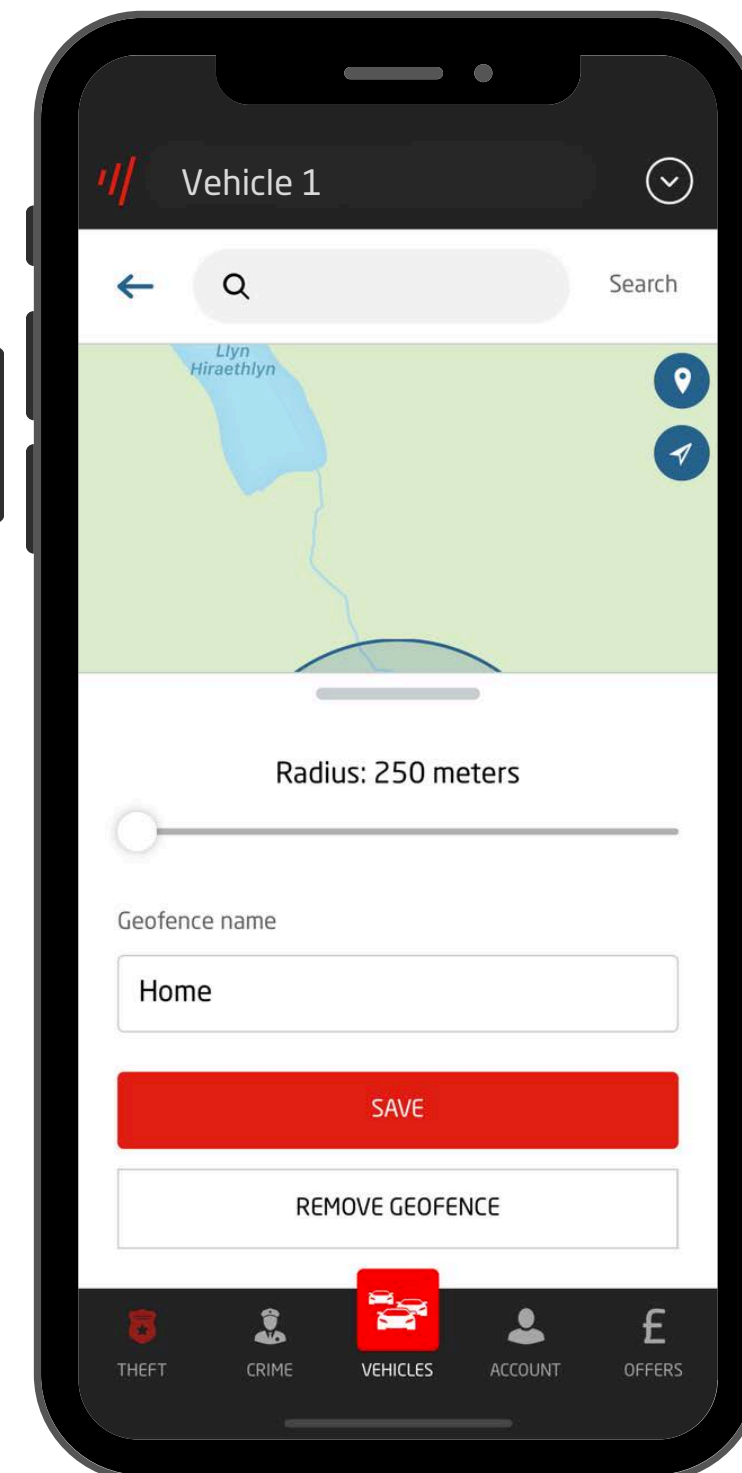 Vehicle 1
Search
Llyn
Hiraethlyn
Radius: 250 meters
Geofence name
Home
SAVE
REMOVE GEOFENCE
THEFT
CRIME
VEHICLES
ACCOUNT
£
OFFERS